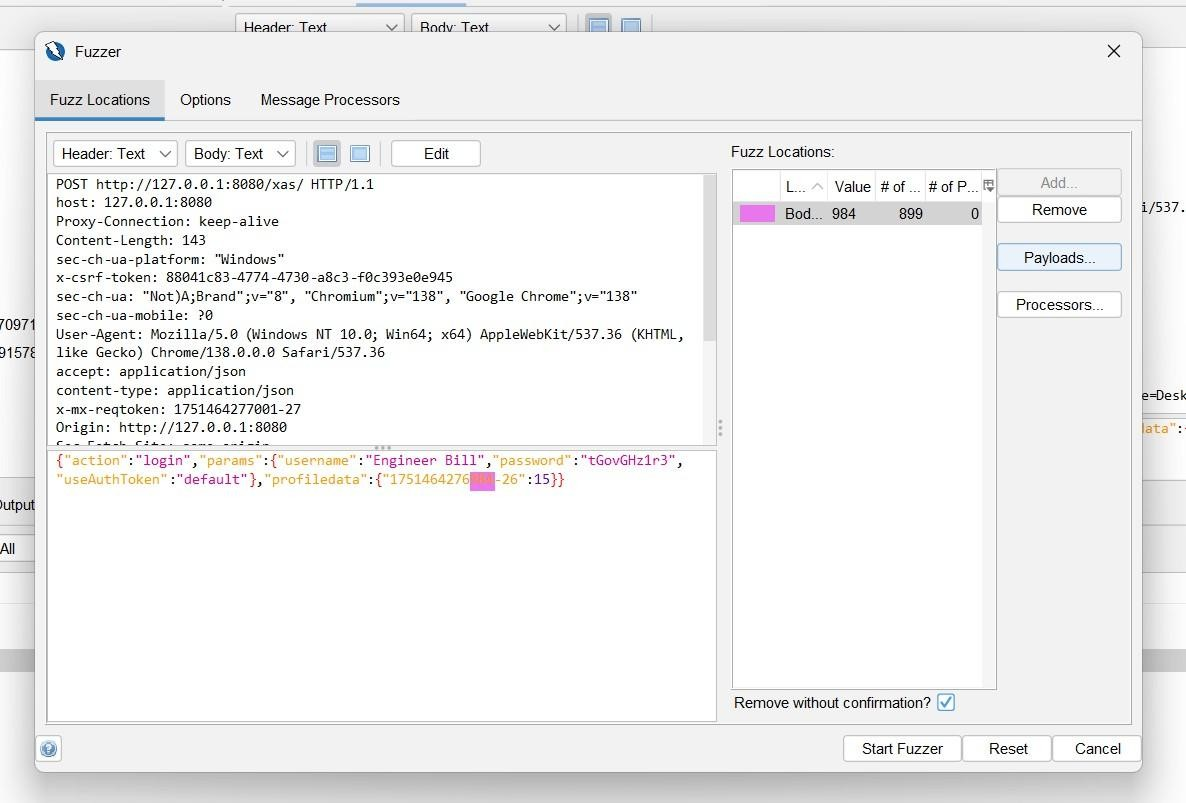 Header: Text Body: Text
Fuzzer
Fuzz Locations Options Message Processors
Header: Text Body: Text Edit
POST http://127.0.0.1:8080/xas/ HTTP/1.1
host: 127.0.0.1:8080
Proxy-Connection: keep-alive
Content-Length: 143
sec-ch-ua-platform: "Windows"
x-csrf-token: 88041c83-4774-4730-a8c3-f0c393e0e945
sec-ch-ua: "Not)A;Brand";v="8", "Chromium";v="138", "Google Chrome";v="138"
sec-ch-ua-mobile: ?0
User-Agent: Mozilla/5.0 (Windows NT 10.0; Win64; x64) AppleWebKit/537.36 (KHTML,
like Gecko) Chrome/138.0.0.0 Safari/537.36
accept: application/json
content-type: application/json
x-mx-reqtoken: 1751464277001-27
Origin: http://127.0.0.1:8080
{"action":"login","params":{"username":"Engineer Bill","password":"tGovGHz1r3",
"useAuthToken":"default"},"profiledata":{"1751464276984-26":15}}
Fuzz Locations:
L... Value # of ... # of P...
Bod... 984 899 0
Add...
Remove
Payloads...
Processors...
Remove without confirmation?
Start Fuzzer Reset Cancel
70971
91578
Output
All
i/537.
e=Desk
data":